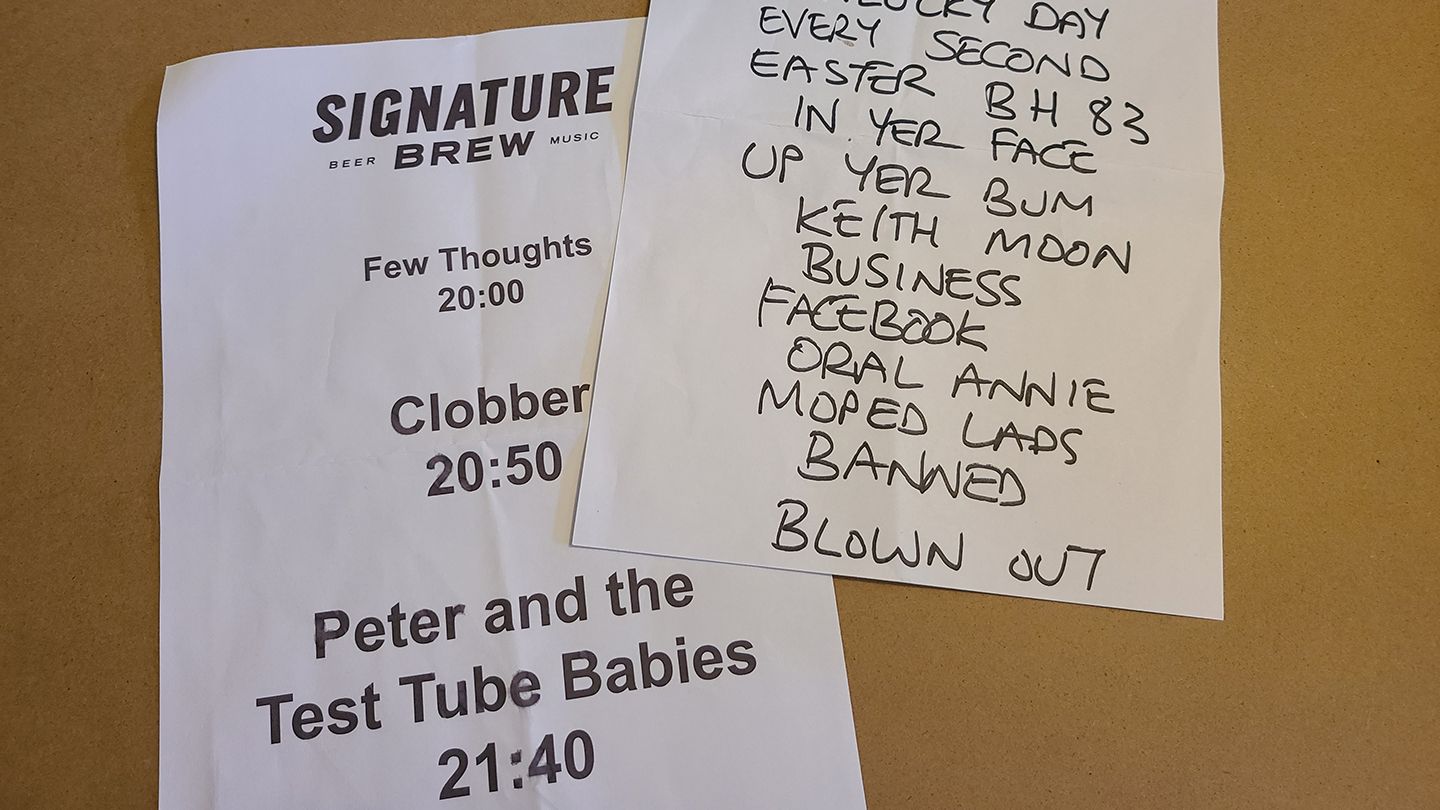 SIGNATURE
BEER BREW MUSIC
Few Thoughts
20:00
Clobber
20:50
Peter and the
Test Tube Babies
21:40
DAY
EVERY SECOND
EASTER BH 83
IN YER FACE
UP YER BUM
KEITH MOON
BUSINESS
FACEBOOK
ORAL ANNIE
MOPED LADS
BANNED
BLOWN OUT